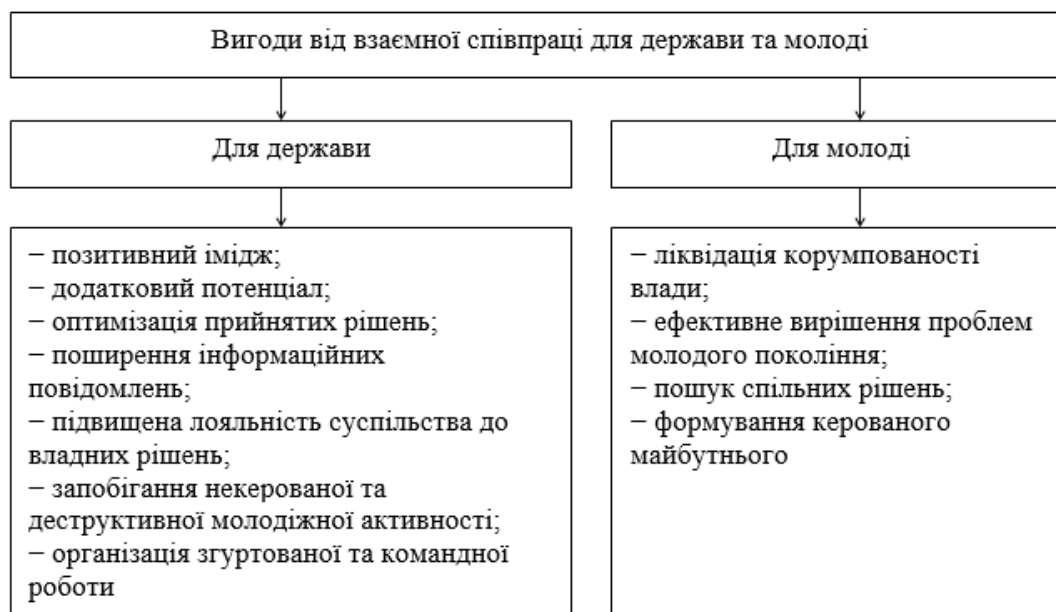 Вигоди від взаємної співпраці для держави та молоді
Для держави
Для молоді
− позитивний імідж;
− додатковий потенціал;
− оптимізація прийнятих рішень;
− поширення інформаційних
повідомлень;
− підвищена лояльність суспільства до
владних рішень;
− запобігання некерованої та
деструктивної молодіжної активності;
− організація згуртованої та командної
роботи
− ліквідація корумпованості
влади;
− ефективне вирішення проблем
молодого покоління;
− пошук спільних рішень;
− формування керованого
майбутнього